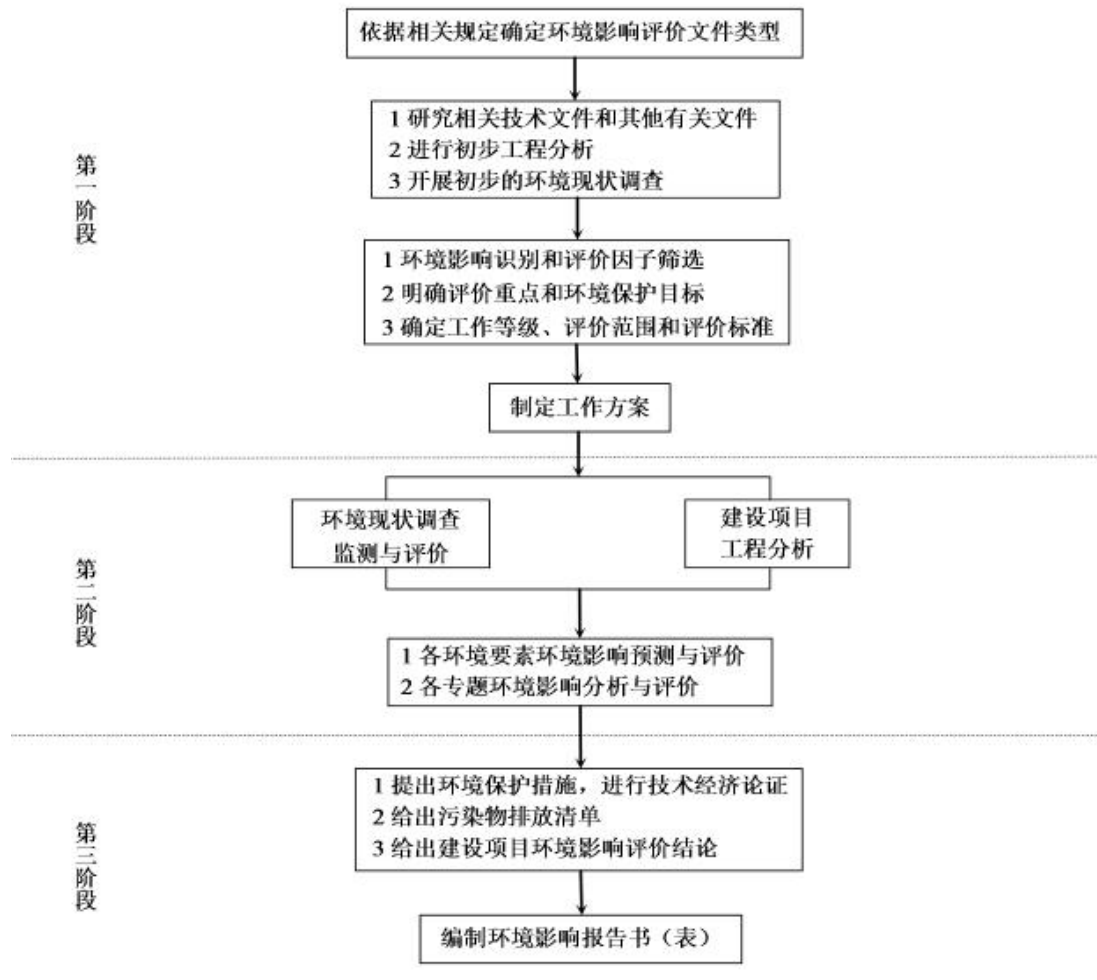 依据相关规定确定环境影响评价文件类型
1 研究相关技术文件和其他有关文件
2 进行初步工程分析
3 开展初步的环境现状调查
第一阶段
1 环境影响识别和评价因子筛选
2 明确评价重点和环境保护目标
3 确定工作等级、评价范围和评价标准
制定工作方案
环境现状调查
监测与评价
建设项目
工程分析
第二阶段
1 各环境要素环境影响预测与评价
2 各专题环境影响分析与评价
1 提出环境保护措施，进行技术经济论证
2 给出污染物排放清单
3 给出建设项目环境影响评价结论
第三阶段
编制环境影响报告书（表）